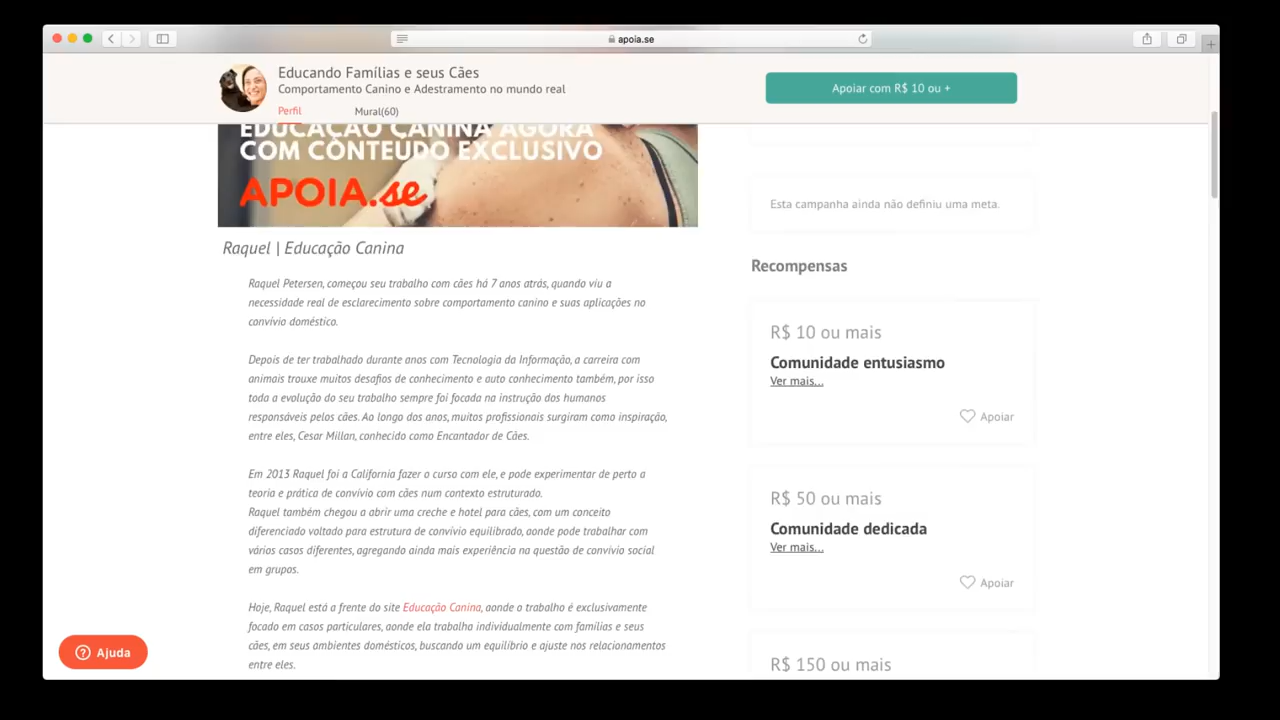 apoia.se
Educando Famílias e seus Cães
Comportamento Canino e Adestramento no mundo real
Perfil
Mural(60)
Apoiar com R$ 10 ou +
EDUCAÇÃO CANINA AGORA
COM CONTEÚDO EXCLUSIVO
APOIA.se
Raquel | Educação Canina
Raquel Petersen, começou seu trabalho com cães há 7 anos atrás, quando viu a
necessidade real de esclarecimento sobre comportamento canino e suas aplicações no
convívio doméstico.
Depois de ter trabalhado durante anos com Tecnologia da Informação, a carreira com
animais trouxe muitos desafios de conhecimento e auto conhecimento também, por isso
toda a evolução do seu trabalho sempre foi focada na instrução dos humanos
responsáveis pelos cães. Ao longo dos anos, muitos profissionais surgiram como inspiração,
entre eles, Cesar Millan, conhecido como Encantador de Cães.
Em 2013 Raquel foi a California fazer o curso com ele, e pode experimentar de perto a
teoria e prática de convívio com cães num contexto estruturado.
Raquel também chegou a abrir uma creche e hotel para cães, com um conceito
diferenciado voltado para estrutura de convívio equilibrado, aonde pode trabalhar com
vários casos diferentes, agregando ainda mais experiência na questão de convívio social
em grupos.
Hoje, Raquel está a frente do site Educação Canina, aonde o trabalho é exclusivamente
focado em casos particulares, aonde ela trabalha individualmente com famílias e seus
cães, em seus ambientes domésticos, buscando um equilíbrio e ajuste nos relacionamentos
entre eles.
Esta campanha ainda não definiu uma meta.
Recompensas
R$ 10 ou mais
Comunidade entusiasmo
Ver mais...
Apoiar
R$ 50 ou mais
Comunidade dedicada
Ver mais...
Apoiar
R$ 150 ou mais
Ajuda